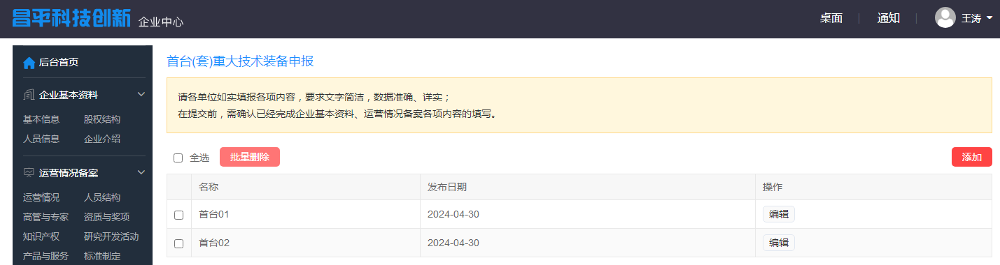 昌平科技创新 企业中心 桌面 通知 王涛
后台首页
企业基本资料
基本信息 股权结构
人员信息 企业介绍
运营情况备案
运营情况 人员结构
高管与专家 资质与奖项
知识产权 研究开发活动
产品与服务 标准制定
首台(套)重大技术装备申报
请各单位如实填报各项内容，要求文字简洁，数据准确、详实；
在提交前，需确认已经完成企业基本资料、运营情况备案各项内容的填写。
全选 批量删除 添加
名称 发布日期 操作
首台01 2024-04-30 编辑
首台02 2024-04-30 编辑